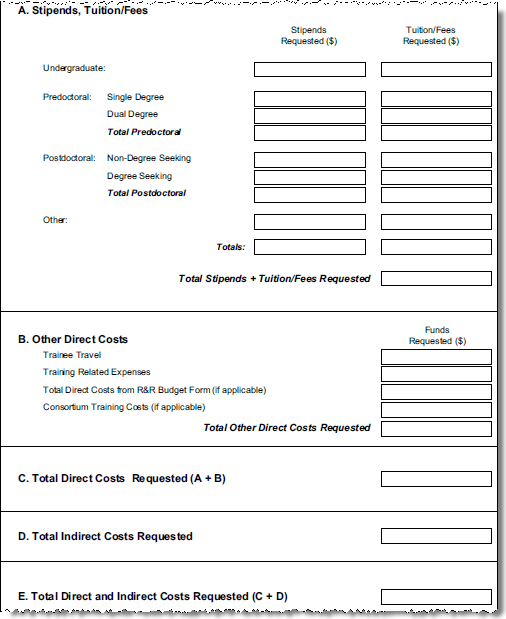 A. Stipends, Tuition/Fees
Stipends Tuition/Fees
Requested ($) Requested ($)
Undergraduate:
Predoctoral: Single Degree
Dual Degree
Total Predoctoral
Postdoctoral: Non-Degree Seeking
Degree Seeking
Total Postdoctoral
Other:
Totals:
Total Stipends + Tuition/Fees Requested
Funds
B. Other Direct Costs Requested ($)
Trainee Travel
Training Related Expenses
Total Direct Costs from R&R Budget Form (if applicable)
Consortium Training Costs (if applicable)
Total Other Direct Costs Requested
C. Total Direct Costs Requested (A + B)
D. Total Indirect Costs Requested
E. Total Direct and Indirect Costs Requested (C + D)